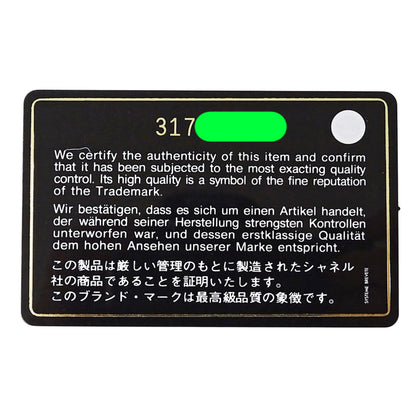 317
We certify the authenticity of this item and confirm
that it has been subjected to the most exacting quality
control. Its high quality is a symbol of the fine reputation
of the Trademark.
Wir bestätigen, dass es sich um einen Artikel handelt,
der während seiner Herstellung strengsten Kontrollen
unterworfen war, und dessen erstklassige Qualität
dem hohen Ansehen unserer Marke entspricht.
この製品は厳しい管理のもとに製造されたシャネル
社の商品であることを証明いたします。
このブランド・マークは最高級品質の象徴です。
SYSTEME BREVETE